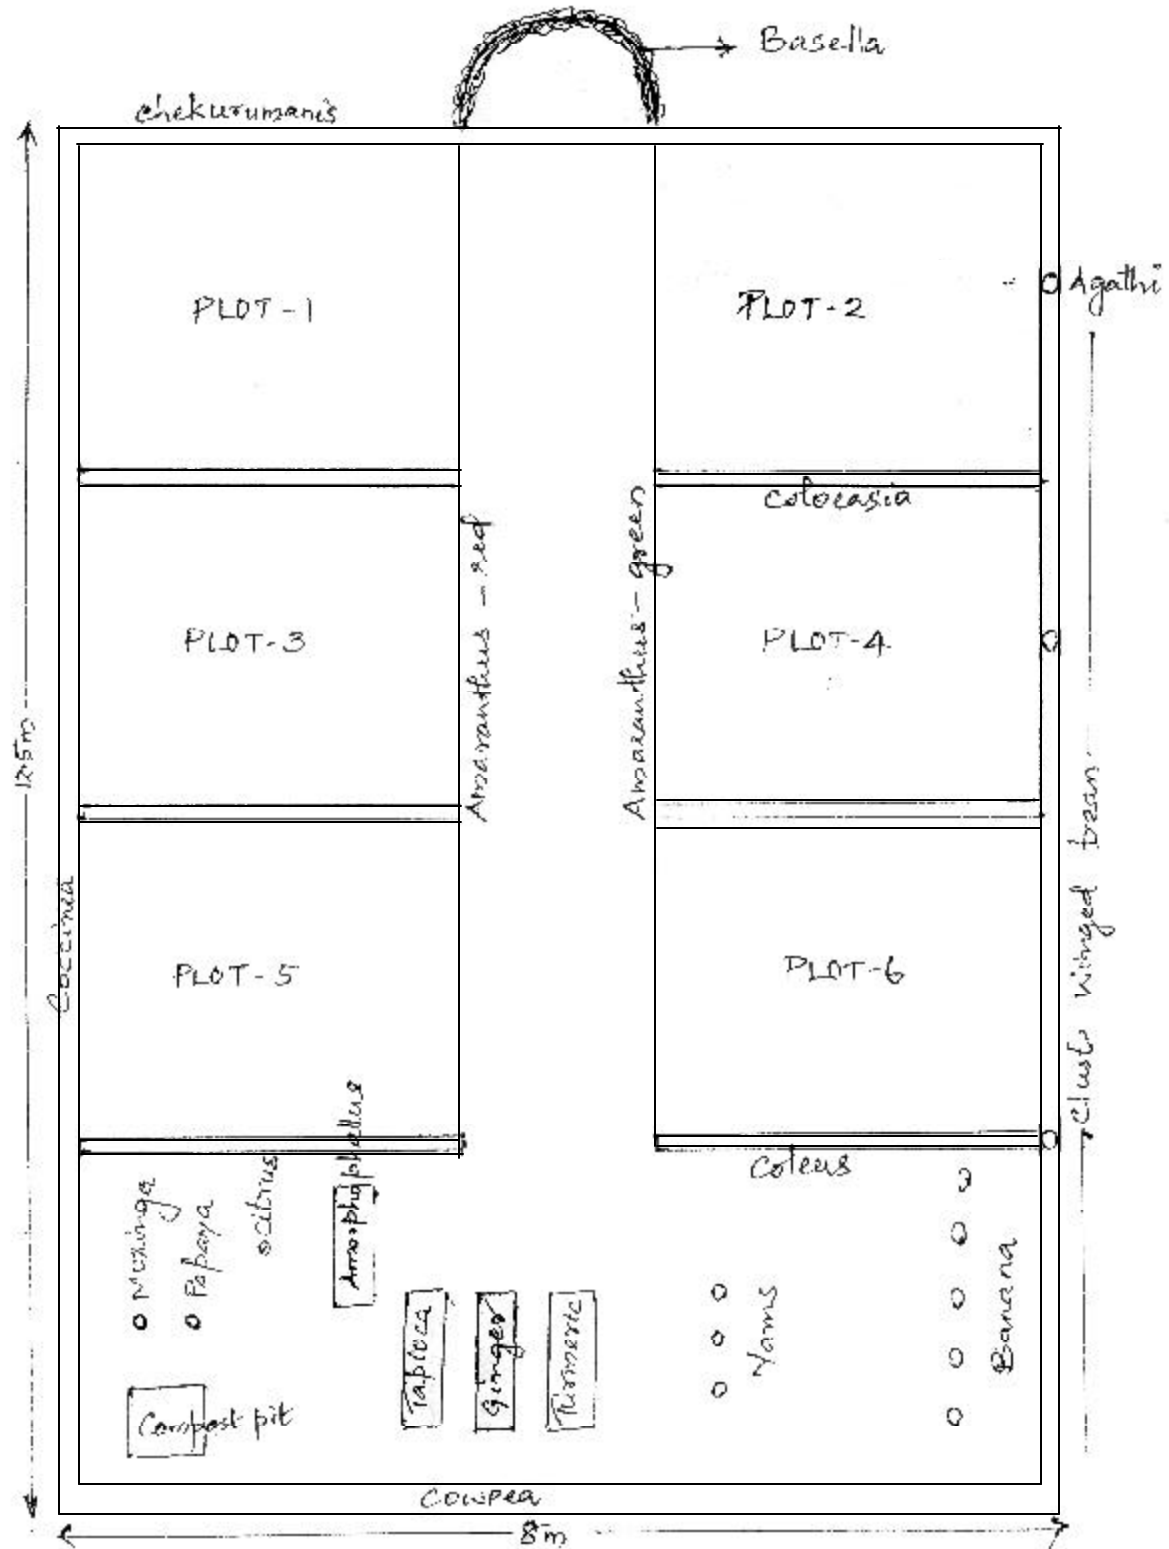 Basella
chekurumanis
Agathi
PLOT-1
PLOT-2
colocasia
Amaranthus - red
Amaranthus - green
PLOT-3
PLOT-4
12.5m
Clust winged bean
Coccinea
PLOT-5
PLOT-6
coleus
Moringa
Papaya
citrus
Amorphophallus
Tapioca
Ginger
Turmeric
Yams
Banana
Compost pit
Cowpea
8m